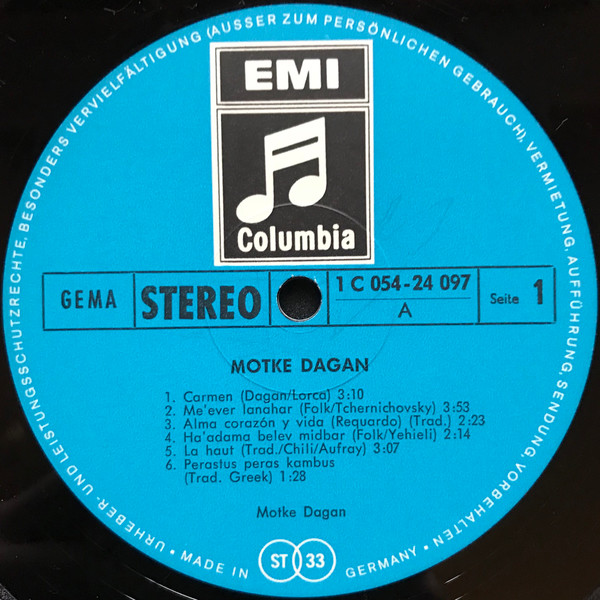 URHEBER- UND LEISTUNGSSCHUTZRECHTE, BESONDERS VERVIELFÄLTIGUNG (AUSSER ZUM PERSÖNLICHEN GEBRAUCH), VERMIETUNG, AUFFÜHRUNG, SENDUNG, VORBEHALTEN •
EMI
Columbia
GEMA
STEREO
1 C 054-24 097
A
Seite 1
MOTKE DAGAN
1. Carmen (Dagan/Lorca) 3:10
2. Me'ever lanahar (Folk/Tchernichovsky) 3:53
3. Alma corazón y vida (Requardo) (Trad.) 2:23
4. Ha'adama belev midbar (Folk/Yehieli) 2:14
5. La haut (Trad./Chili/Aufray) 3:07
6. Perastus peras kambus
(Trad. Greek) 1:28
Motke Dagan
• MADE IN GERMANY •
ST 33